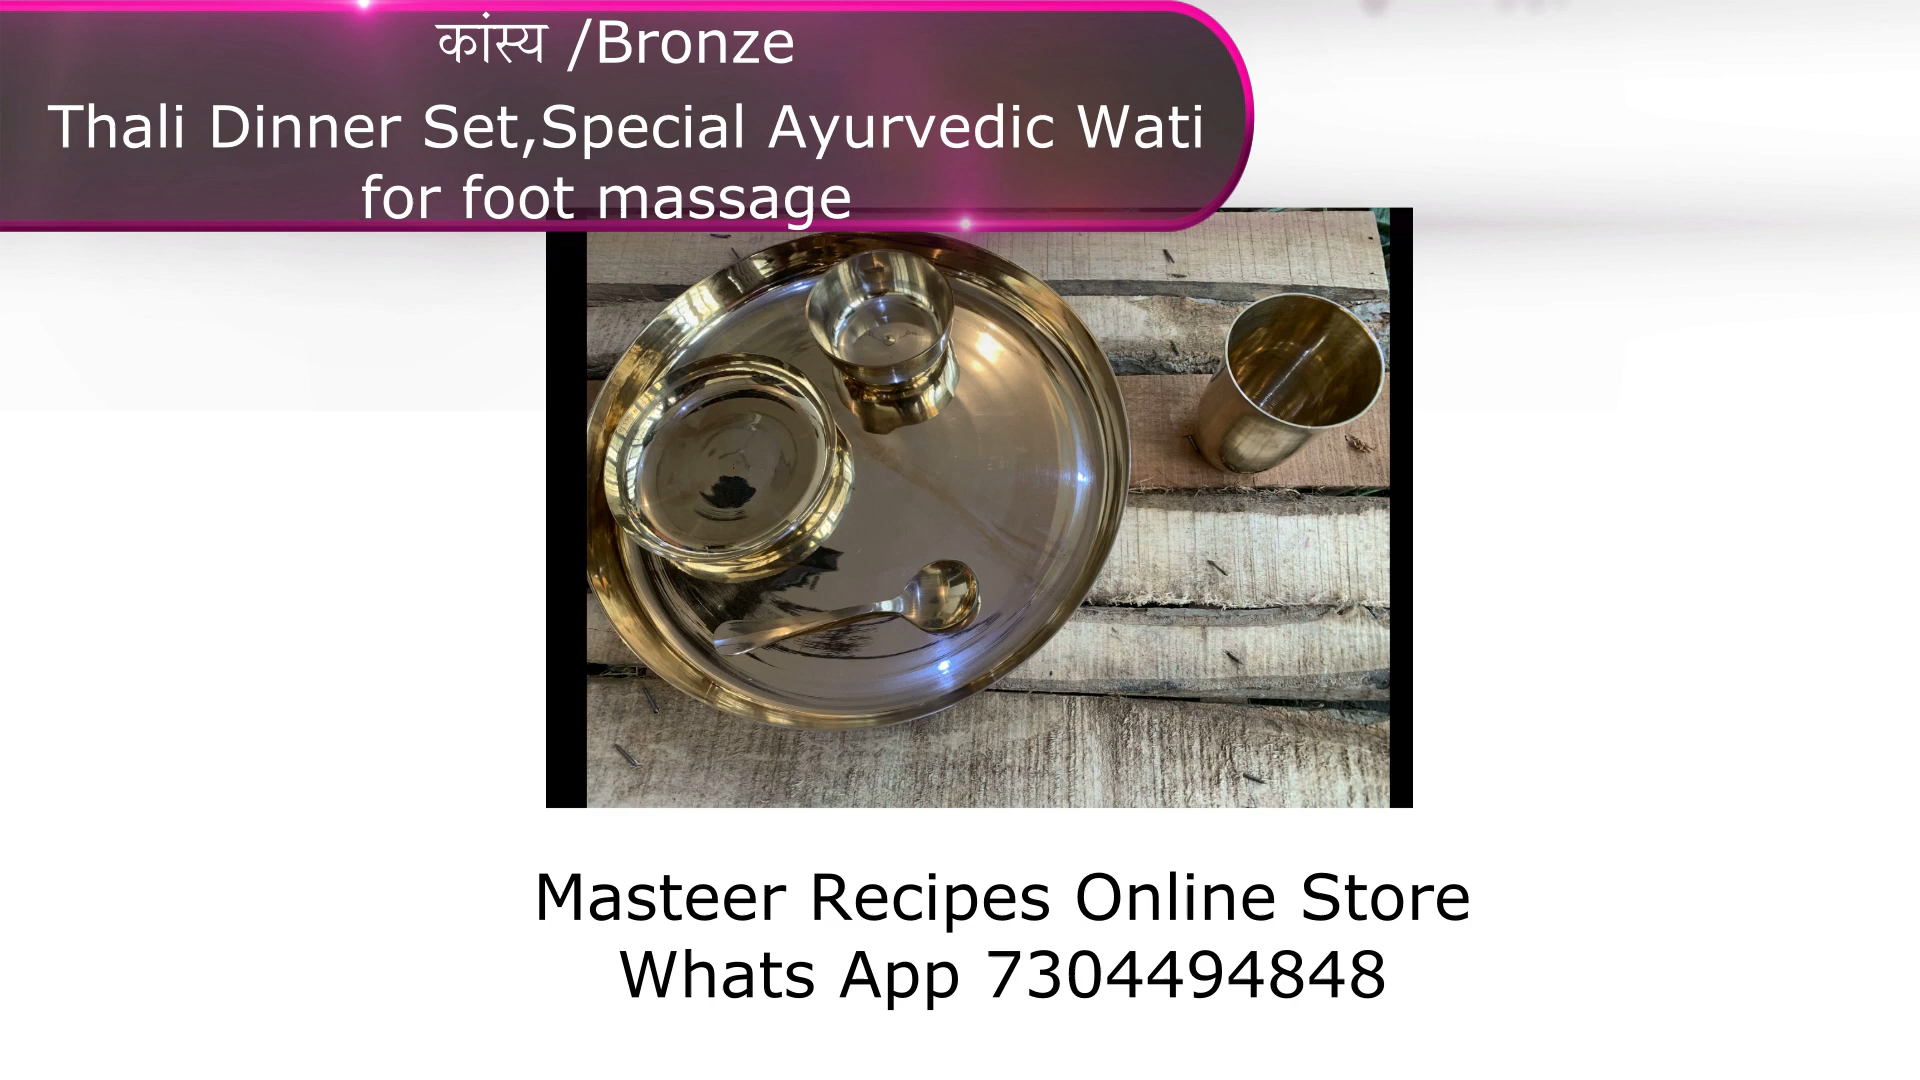 कांस्य /Bronze
Thali Dinner Set,Special Ayurvedic Wati
for foot massage
Masteer Recipes Online Store
Whats App 7304494848